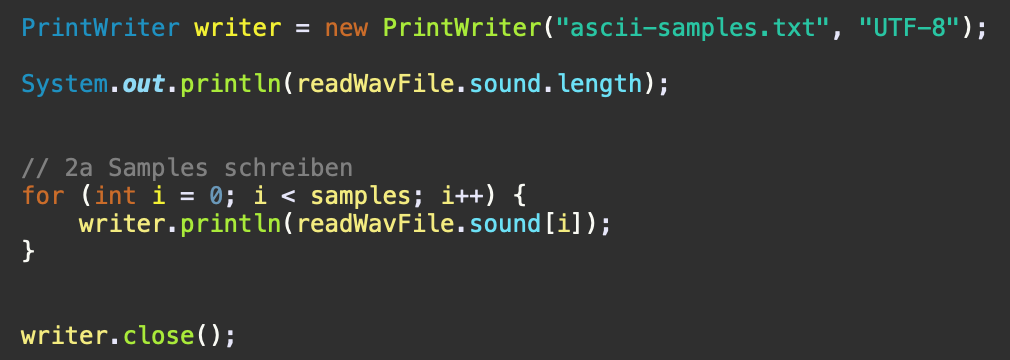 PrintWriter writer = new PrintWriter("ascii-samples.txt", "UTF-8");
System.out.println(readWavFile.sound.length);
// 2a Samples schreiben
for (int i = 0; i < samples; i++) {
    writer.println(readWavFile.sound[i]);
}
writer.close();